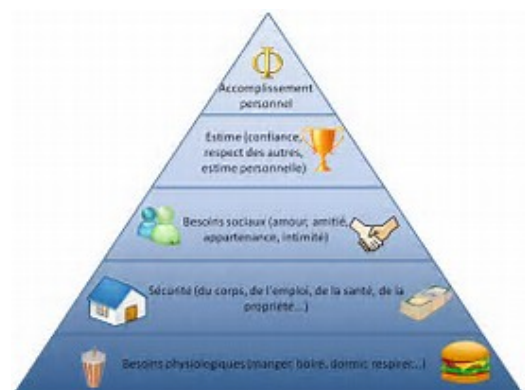 Φ
Accomplissement
personnel
Estime (confiance,
respect des autres,
estime personnelle)
Besoins sociaux (amour, amitié,
appartenance, intimité)
Sécurité (du corps, de l'emploi, de la santé, de la
propriété...)
Besoins physiologiques (manger, boire, dormir, respirer...)